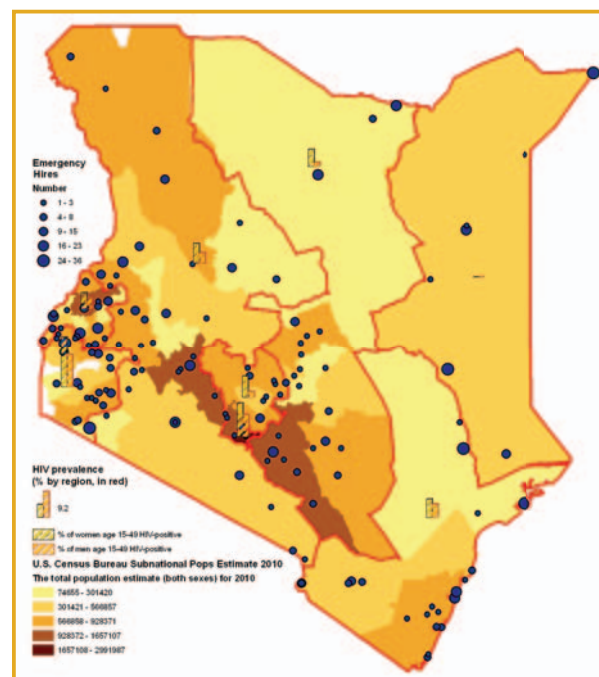 Emergency
Hires
Number
1 - 3
4 - 8
9 - 15
16 - 23
24 - 36
HIV prevalence
(% by region, in red)
9.2
% of women age 15-49 HIV-positive
% of men age 15-49 HIV-positive
U.S. Census Bureau Subnational Pops Estimate 2010
The total population estimate (both sexes) for 2010
74655 - 301420
301421 - 566857
566858 - 928371
928372 - 1657107
1657108 - 2991987